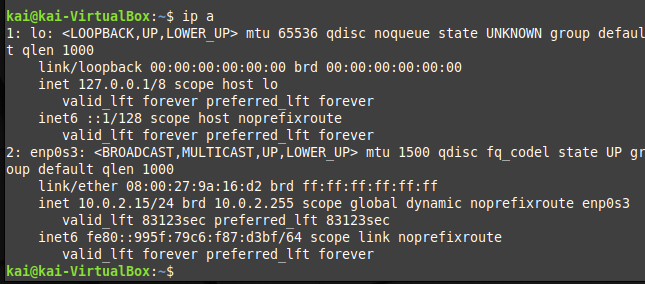 kai@kai-VirtualBox:~$ ip a
1: lo: <LOOPBACK,UP,LOWER_UP> mtu 65536 qdisc noqueue state UNKNOWN group defaul
t qlen 1000
    link/loopback 00:00:00:00:00:00 brd 00:00:00:00:00:00
    inet 127.0.0.1/8 scope host lo
       valid_lft forever preferred_lft forever
    inet6 ::1/128 scope host noprefixroute
       valid_lft forever preferred_lft forever
2: enp0s3: <BROADCAST,MULTICAST,UP,LOWER_UP> mtu 1500 qdisc fq_codel state UP gr
oup default qlen 1000
    link/ether 08:00:27:9a:16:d2 brd ff:ff:ff:ff:ff:ff
    inet 10.0.2.15/24 brd 10.0.2.255 scope global dynamic noprefixroute enp0s3
       valid_lft 83123sec preferred_lft 83123sec
    inet6 fe80::995f:79c6:f87:d3bf/64 scope link noprefixroute
       valid_lft forever preferred_lft forever
kai@kai-VirtualBox:~$